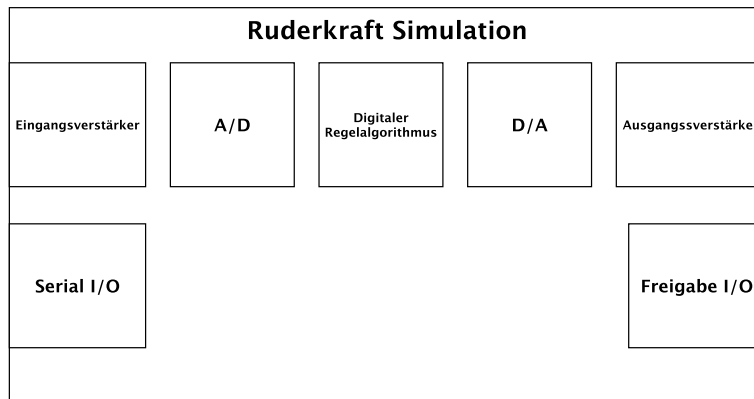 Ruderkraft Simulation
Eingangsverstärker
A/D
Digitaler
Regelalgorithmus
D/A
Ausgangssverstärke
Serial I/O
Freigabe I/O